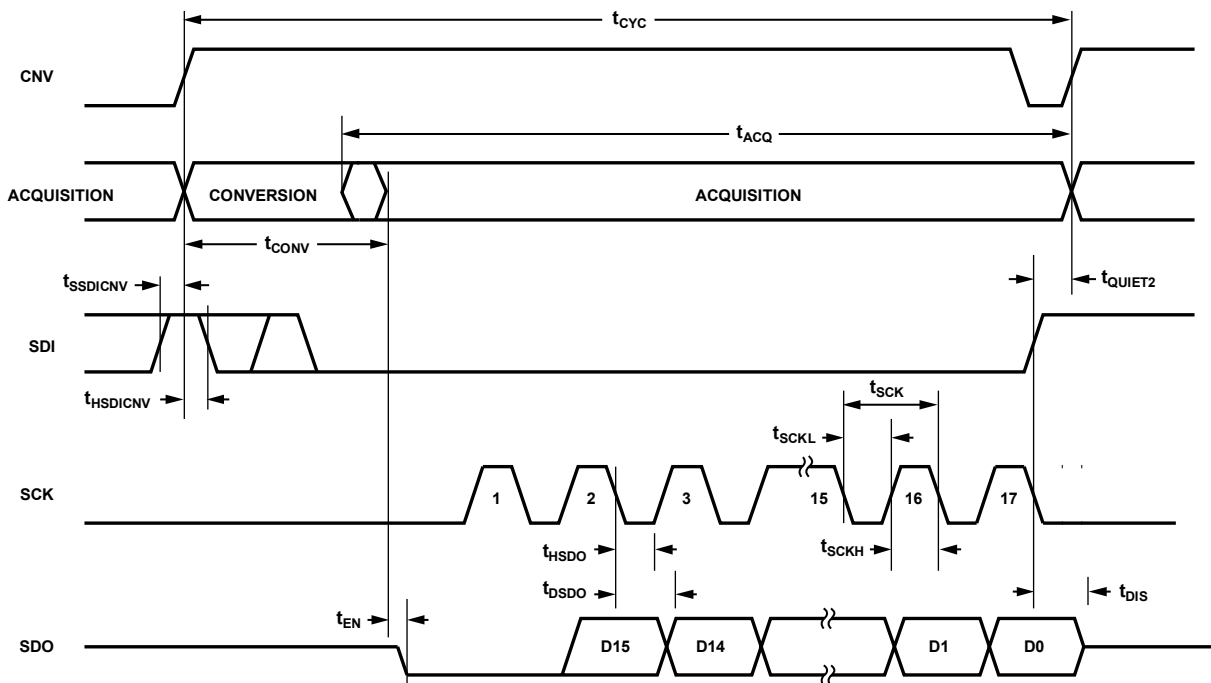 tCYC
CNV
tACQ
ACQUISITION
CONVERSION
ACQUISITION
tCONV
tSSDICNV
tQUIET2
SDI
tHSDICNV
tSCK
tSCKL
SCK
1
2
3
15
16
17
tHSDO
tSCKH
tDSDO
tDIS
tEN
SDO
D15
D14
D1
D0